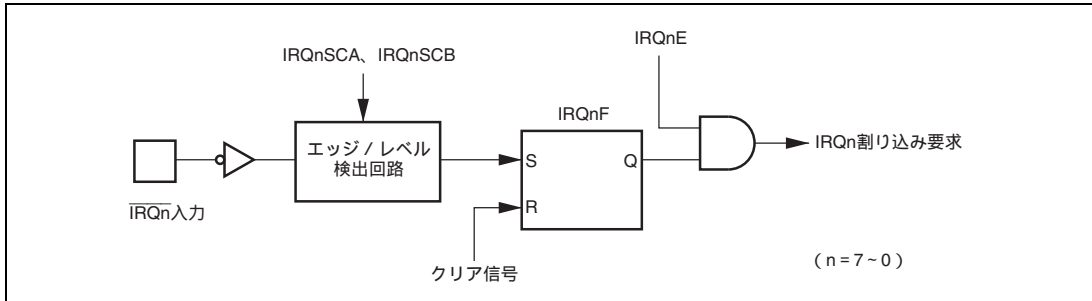 IRQnE
IRQnSCA、IRQnSCB
IRQnF
エッジ / レベル
検出回路
S
Q
R
IRQn割り込み要求
IRQn入力
クリア信号
( n = 7 ~ 0 )